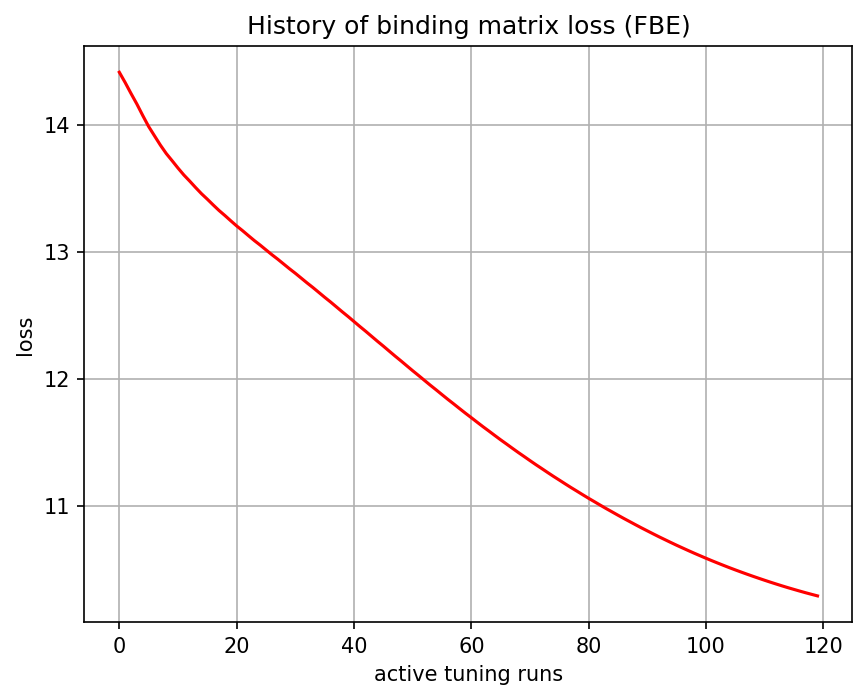 History of binding matrix loss (FBE)
14
13
12
11
loss
0 20 40 60 80 100 120
active tuning runs